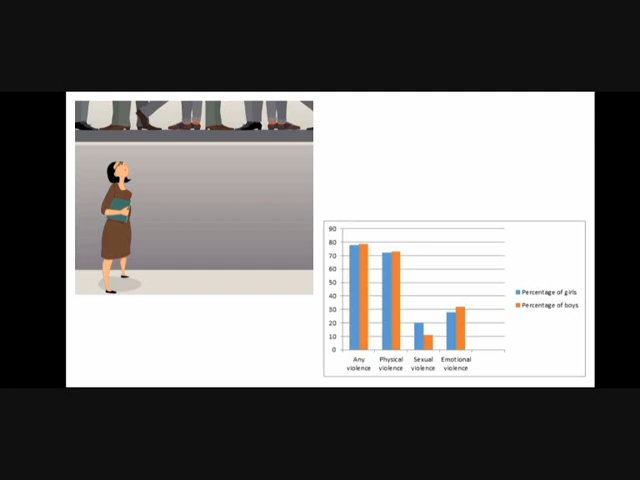 90
80
70
60
50
40
30
20
10
0
Any violence
Physical violence
Sexual violence
Emotional violence
Percentage of girls
Percentage of boys